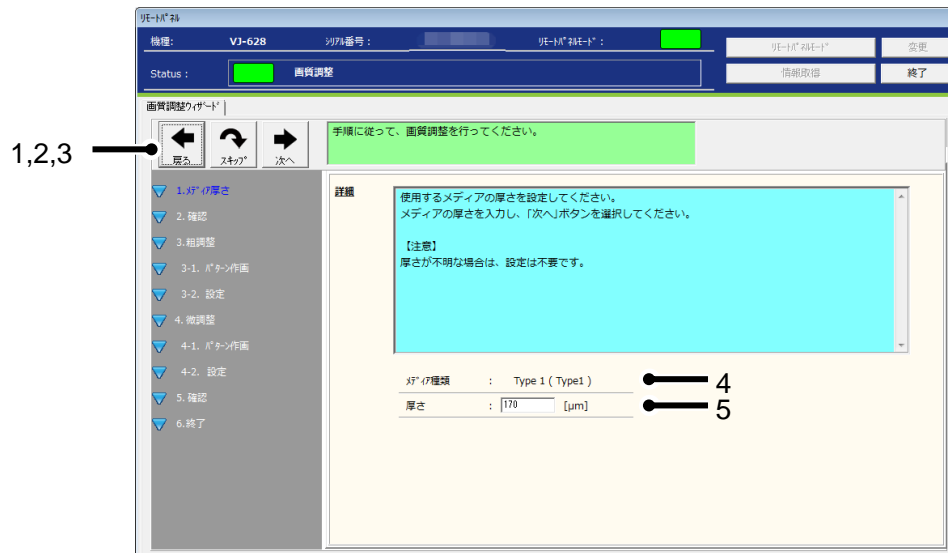 ﾘﾓｰﾄﾊﾟﾈﾙ
機種: VJ-628 ｼﾘｱﾙ番号 : ﾘﾓｰﾄﾊﾟﾈﾙﾓｰﾄﾞ :
ﾘﾓｰﾄﾊﾟﾈﾙﾓｰﾄﾞ 変更
Status : 画質調整
情報取得 終了
画質調整ｳｨｻﾞｰﾄﾞ
1,2,3
戻る ｽｷｯﾌﾟ 次へ
手順に従って、画質調整を行ってください。
1.ﾒﾃﾞｨｱ厚さ
2.確認
3.粗調整
3-1. ﾊﾟﾀｰﾝ作画
3-2. 設定
4.微調整
4-1. ﾊﾟﾀｰﾝ作画
4-2. 設定
5.確認
6.終了
詳細
使用するメディアの厚さを設定してください。
メディアの厚さを入力し、「次へ」ボタンを選択してください。
【注意】
厚さが不明な場合は、設定は不要です。
ﾒﾃﾞｨｱ種類 : Type 1 ( Type1 )
4
厚さ : 170 [μm]
5